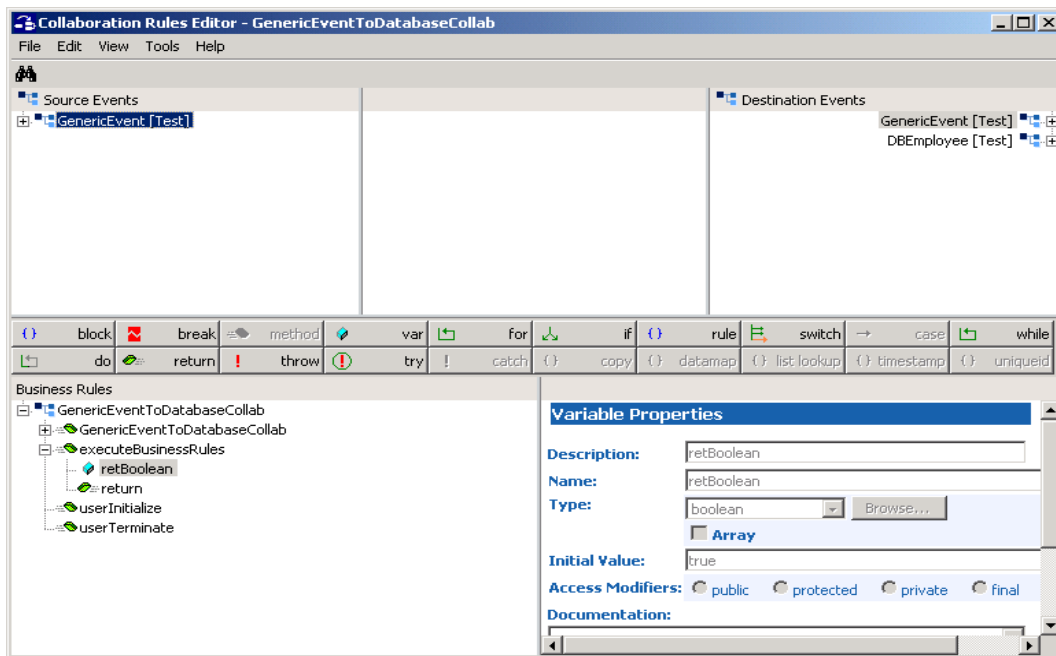 Collaboration Rules Editor - GenericEventToDatabaseCollab
File Edit View Tools Help
Source Events
Destination Events
GenericEvent [Test]
GenericEvent [Test]
DBEmployee [Test]
block break method var for if rule switch case while
do return throw try catch copy datamap list lookup timestamp uniqueid
Business Rules
GenericEventToDatabaseCollab
GenericEventToDatabaseCollab
executeBusinessRules
retBoolean
return
userInitialize
userTerminate
Variable Properties
Description: retBoolean
Name: retBoolean
Type: boolean Browse...
Array
Initial Value: true
Access Modifiers: public protected private final
Documentation: